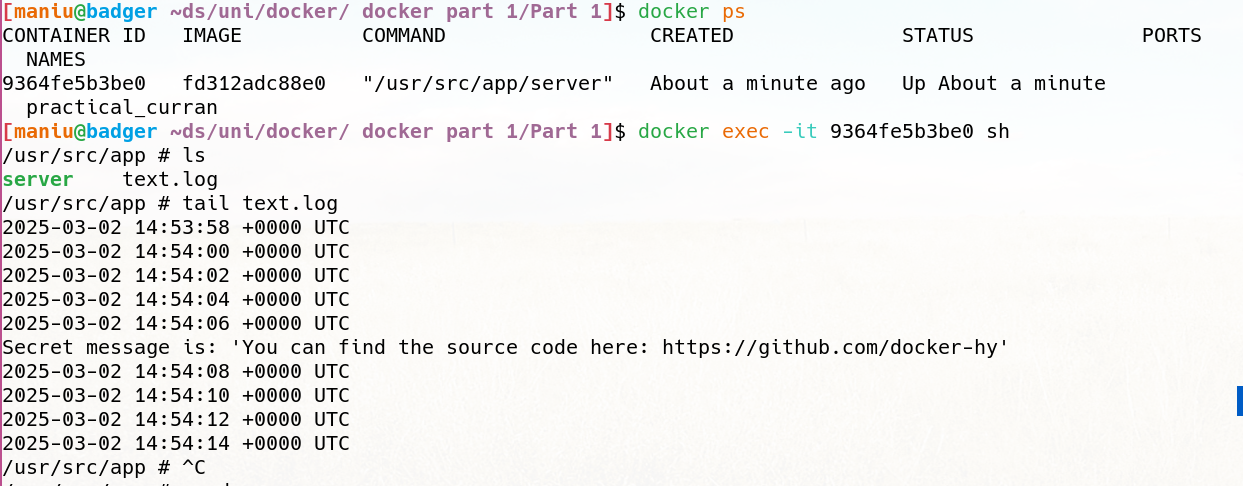 [maniu@badger ~ds/uni/docker/ docker part 1/Part 1]$ docker ps
CONTAINER ID   IMAGE          COMMAND                 CREATED              STATUS              PORTS
  NAMES
9364fe5b3be0   fd312adc88e0   "/usr/src/app/server"   About a minute ago   Up About a minute
  practical_curran
[maniu@badger ~ds/uni/docker/ docker part 1/Part 1]$ docker exec -it 9364fe5b3be0 sh
/usr/src/app # ls
server    text.log
/usr/src/app # tail text.log
2025-03-02 14:53:58 +0000 UTC
2025-03-02 14:54:00 +0000 UTC
2025-03-02 14:54:02 +0000 UTC
2025-03-02 14:54:04 +0000 UTC
2025-03-02 14:54:06 +0000 UTC
Secret message is: 'You can find the source code here: https://github.com/docker-hy'
2025-03-02 14:54:08 +0000 UTC
2025-03-02 14:54:10 +0000 UTC
2025-03-02 14:54:12 +0000 UTC
2025-03-02 14:54:14 +0000 UTC
/usr/src/app # ^C